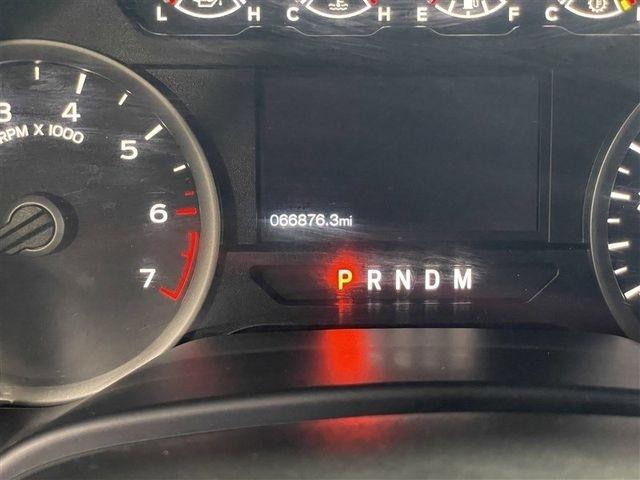 L H C H E F C
3 4 5 6 7
RPM X 1000
066876.3mi
P R N D M